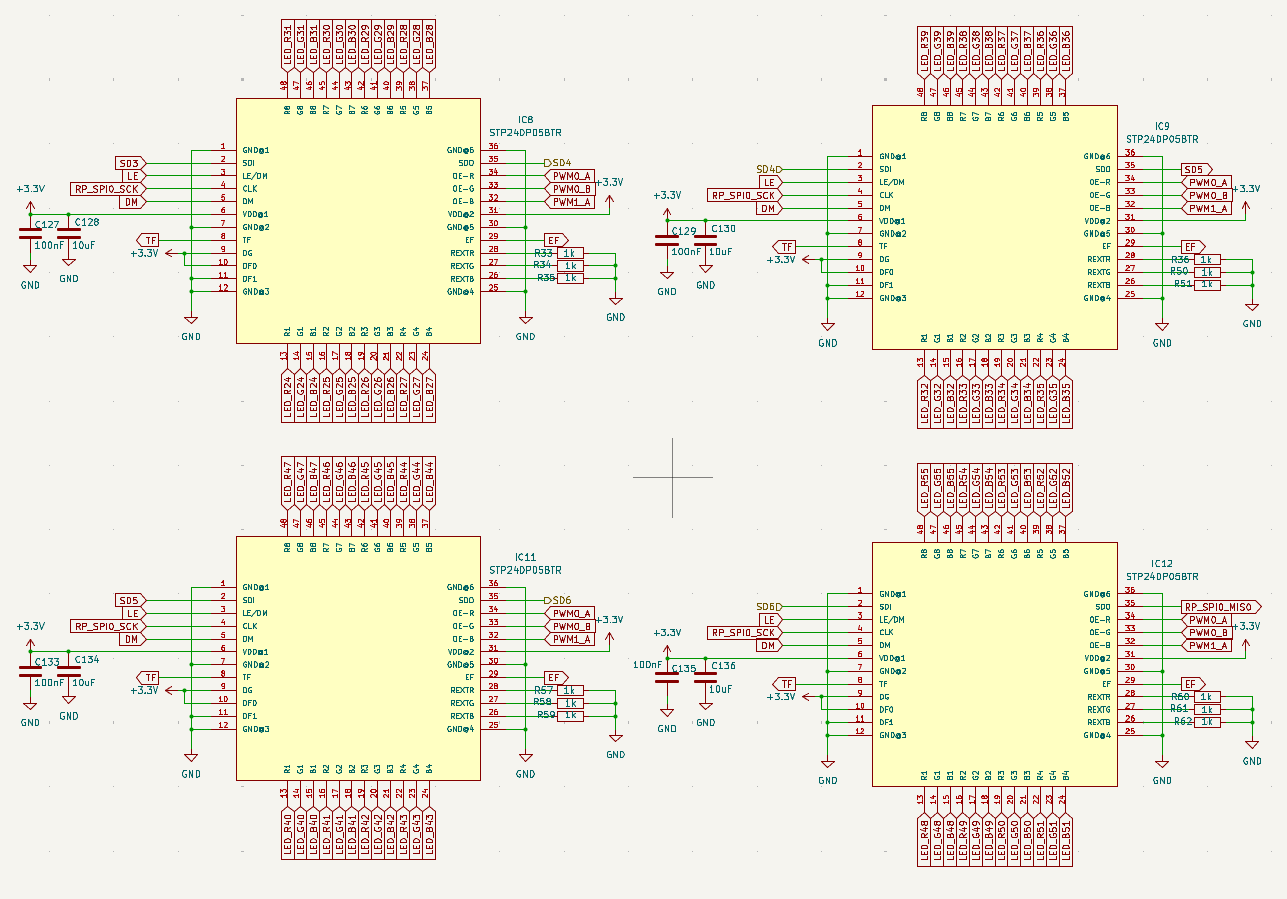 LED_R31
LED_G31
LED_B31
LED_R30
LED_G30
LED_B30
LED_R29
LED_G29
LED_B29
LED_R28
LED_G28
LED_B28
48 47 46 45 44 43 42 41 40 39 38 37
R8 G8 B8 R7 G7 B7 R6 G6 B6 R5 G5 B5
IC8
STP24DP05BTR
1 GND@1 GND@6 36
SD3 2 SDI SDO 35 SD4
LE 3 LE/DM OE-R 34 PWM0_A
RP_SPI0_SCK 4 CLK OE-G 33 PWM0_B
DM 5 DM OE-B 32 PWM1_A
+3.3V 6 VDD@1 VDD@2 31 +3.3V
7 GND@2 GND@5 30
TF 8 TF EF 29 EF
+3.3V 9 DG REXTR 28 R33 1k
10 DF0 REXTG 27 R34 1k
11 DF1 REXTB 26 R35 1k
12 GND@3 GND@4 25
C127 100nF
C128 10uF
GND
GND
GND
GND
GND
R1 G1 B1 R2 G2 B2 R3 G3 B3 R4 G4 B4
13 14 15 16 17 18 19 20 21 22 23 24
LED_R24
LED_G24
LED_B24
LED_R25
LED_G25
LED_B25
LED_R26
LED_G26
LED_B26
LED_R27
LED_G27
LED_B27
LED_R39
LED_G39
LED_B39
LED_R38
LED_G38
LED_B38
LED_R37
LED_G37
LED_B37
LED_R36
LED_G36
LED_B36
48 47 46 45 44 43 42 41 40 39 38 37
R8 G8 B8 R7 G7 B7 R6 G6 B6 R5 G5 B5
IC9
STP24DP05BTR
1 GND@1 GND@6 36
SD4 2 SDI SDO 35 SD5
LE 3 LE/DM OE-R 34 PWM0_A
RP_SPI0_SCK 4 CLK OE-G 33 PWM0_B
DM 5 DM OE-B 32 PWM1_A
+3.3V 6 VDD@1 VDD@2 31 +3.3V
7 GND@2 GND@5 30
TF 8 TF EF 29 EF
+3.3V 9 DG REXTR 28 R36 1k
10 DF0 REXTG 27 R50 1k
11 DF1 REXTB 26 R51 1k
12 GND@3 GND@4 25
C129 100nF
C130 10uF
GND
GND
GND
GND
GND
R1 G1 B1 R2 G2 B2 R3 G3 B3 R4 G4 B4
13 14 15 16 17 18 19 20 21 22 23 24
LED_R32
LED_G32
LED_B32
LED_R33
LED_G33
LED_B33
LED_R34
LED_G34
LED_B34
LED_R35
LED_G35
LED_B35
LED_R47
LED_G47
LED_B47
LED_R46
LED_G46
LED_B46
LED_R45
LED_G45
LED_B45
LED_R44
LED_G44
LED_B44
48 47 46 45 44 43 42 41 40 39 38 37
R8 G8 B8 R7 G7 B7 R6 G6 B6 R5 G5 B5
IC11
STP24DP05BTR
1 GND@1 GND@6 36
SD5 2 SDI SDO 35 SD6
LE 3 LE/DM OE-R 34 PWM0_A
RP_SPI0_SCK 4 CLK OE-G 33 PWM0_B
DM 5 DM OE-B 32 PWM1_A
+3.3V 6 VDD@1 VDD@2 31 +3.3V
7 GND@2 GND@5 30
TF 8 TF EF 29 EF
+3.3V 9 DG REXTR 28 R57 1k
10 DF0 REXTG 27 R58 1k
11 DF1 REXTB 26 R59 1k
12 GND@3 GND@4 25
C133 100nF
C134 10uF
GND
GND
GND
GND
GND
R1 G1 B1 R2 G2 B2 R3 G3 B3 R4 G4 B4
13 14 15 16 17 18 19 20 21 22 23 24
LED_R40
LED_G40
LED_B40
LED_R41
LED_G41
LED_B41
LED_R42
LED_G42
LED_B42
LED_R43
LED_G43
LED_B43
LED_R55
LED_G55
LED_B55
LED_R54
LED_G54
LED_B54
LED_R53
LED_G53
LED_B53
LED_R52
LED_G52
LED_B52
48 47 46 45 44 43 42 41 40 39 38 37
R8 G8 B8 R7 G7 B7 R6 G6 B6 R5 G5 B5
IC12
STP24DP05BTR
1 GND@1 GND@6 36
SD6 2 SDI SDO 35 RP_SPI0_MISO
LE 3 LE/DM OE-R 34 PWM0_A
RP_SPI0_SCK 4 CLK OE-G 33 PWM0_B
DM 5 DM OE-B 32 PWM1_A
+3.3V 6 VDD@1 VDD@2 31 +3.3V
7 GND@2 GND@5 30
TF 8 TF EF 29 EF
+3.3V 9 DG REXTR 28 R60 1k
10 DF0 REXTG 27 R61 1k
11 DF1 REXTB 26 R62 1k
12 GND@3 GND@4 25
100nF C135
C136 10uF
GND
GND
GND
GND
GND
R1 G1 B1 R2 G2 B2 R3 G3 B3 R4 G4 B4
13 14 15 16 17 18 19 20 21 22 23 24
LED_R48
LED_G48
LED_B48
LED_R49
LED_G49
LED_B49
LED_R50
LED_G50
LED_B50
LED_R51
LED_G51
LED_B51